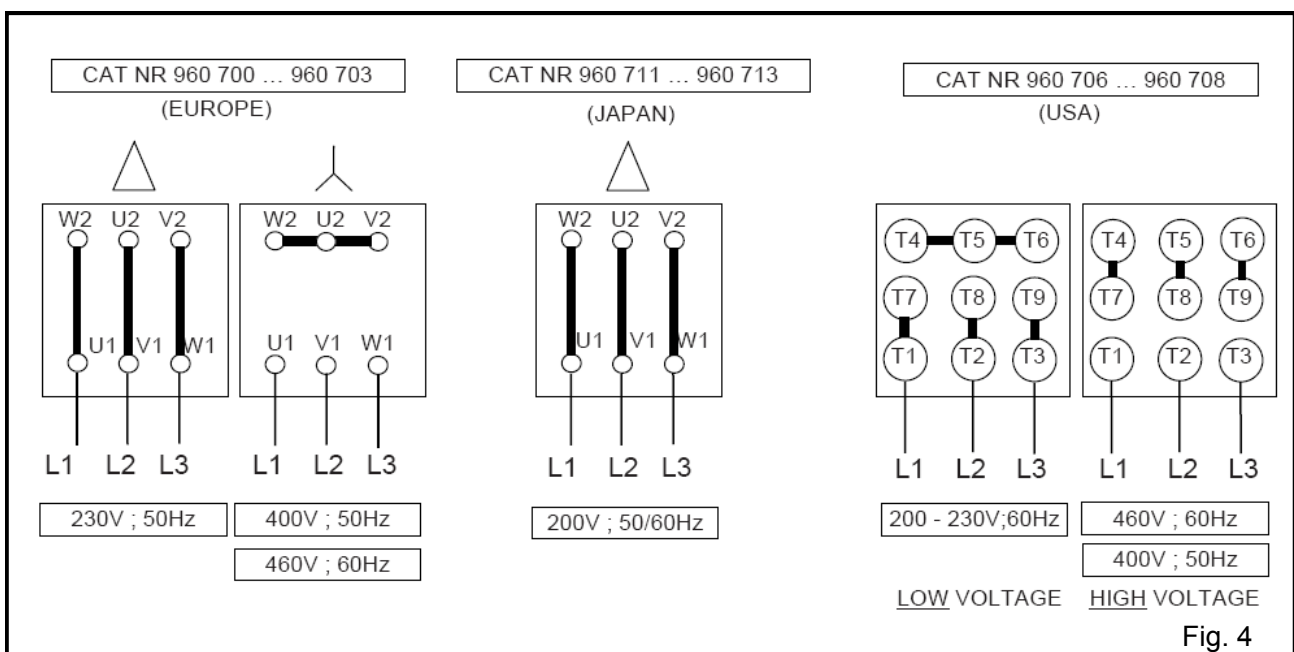 CAT NR 960 700 ... 960 703
(EUROPE)
W2 U2 V2
U1 V1 W1
L1 L2 L3
230V ; 50Hz
W2 U2 V2
U1 V1 W1
L1 L2 L3
400V ; 50Hz
460V ; 60Hz
CAT NR 960 711 ... 960 713
(JAPAN)
W2 U2 V2
U1 V1 W1
L1 L2 L3
200V ; 50/60Hz
CAT NR 960 706 ... 960 708
(USA)
T4 T5 T6
T7 T8 T9
T1 T2 T3
L1 L2 L3
200 - 230V;60Hz
LOW VOLTAGE
T4 T5 T6
T7 T8 T9
T1 T2 T3
L1 L2 L3
460V ; 60Hz
400V ; 50Hz
HIGH VOLTAGE
Fig. 4